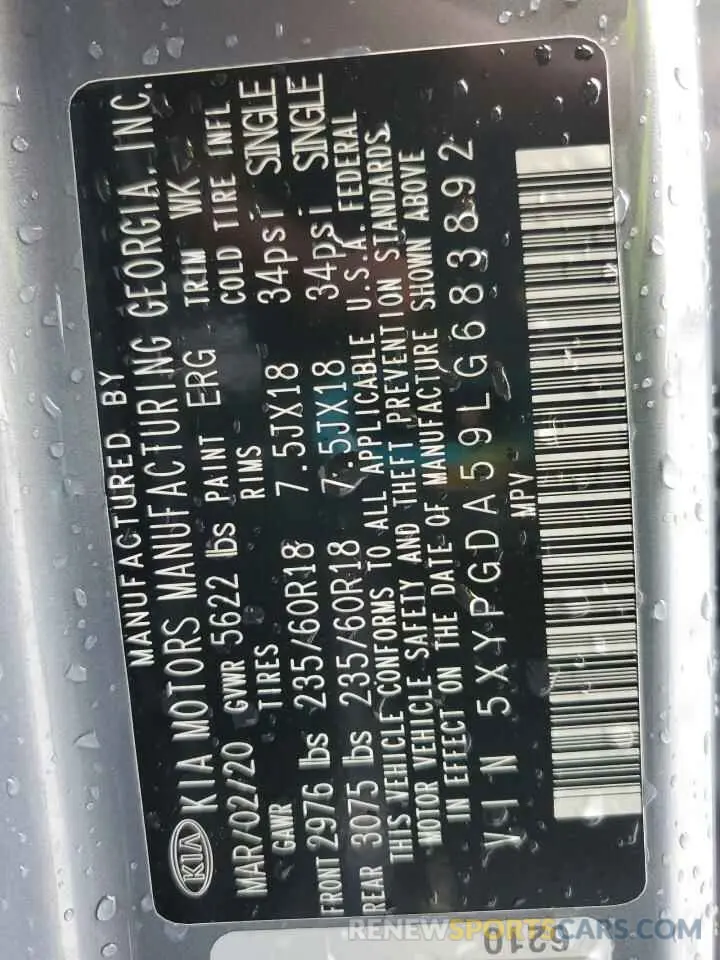 MANUFACTURED BY
KIA KIA MOTORS MANUFACTURING GEORGIA, INC.
MAR/02/20 GVWR 5622 lbs PAINT ERG TRIM WK
GAWR TIRES RIMS COLD TIRE INFL
FRONT 2976 lbs 235/60R18 7.5JX18 34psi SINGLE
REAR 3075 lbs 235/60R18 7.5JX18 34psi SINGLE
THIS VEHICLE CONFORMS TO ALL APPLICABLE U.S.A. FEDERAL
MOTOR VEHICLE SAFETY AND THEFT PREVENTION STANDARDS
IN EFFECT ON THE DATE OF MANUFACTURE SHOWN ABOVE
VIN 5XYPGDA59LG683892
MPV
6210
RENEWSPORTSCARS.COM